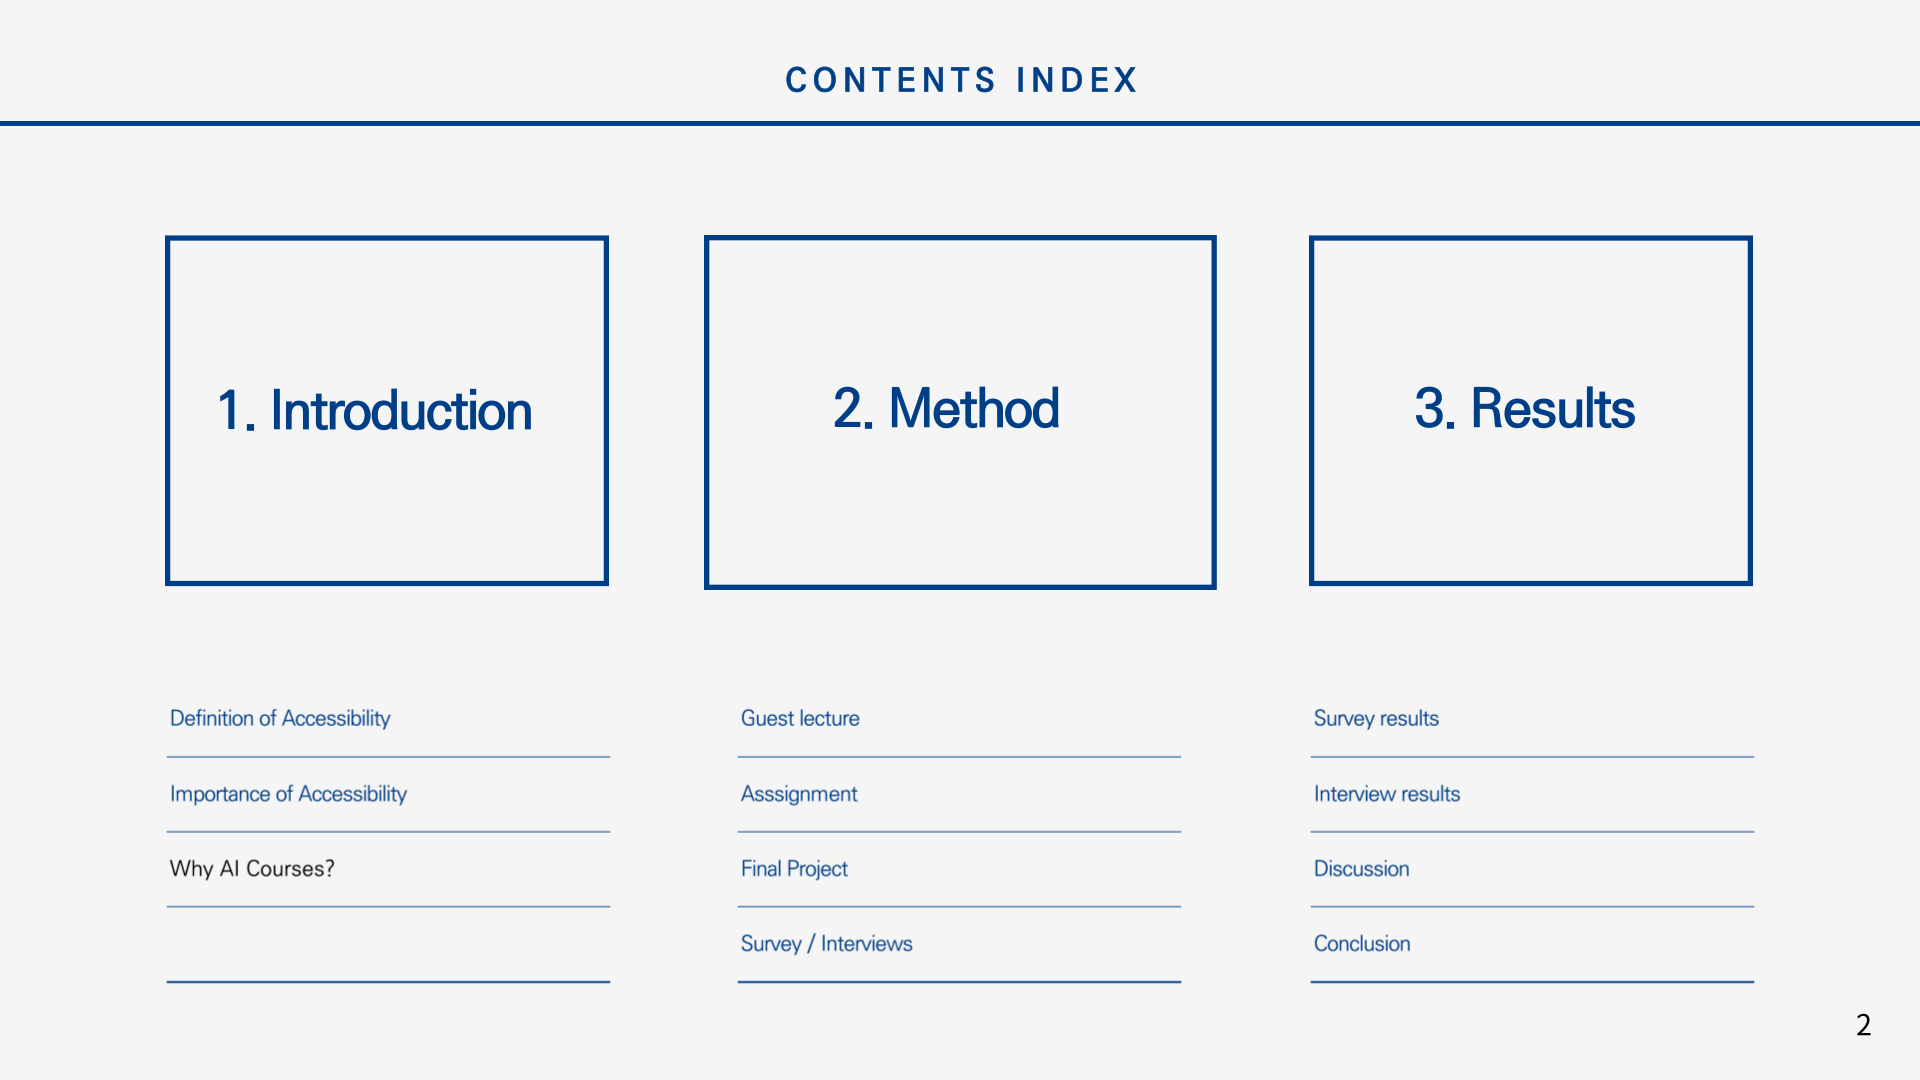 CONTENTS INDEX
1. Introduction
2. Method
3. Results
Definition of Accessibility
Importance of Accessibility
Why AI Courses?
Guest lecture
Asssignment
Final Project
Survey / Interviews
Survey results
Interview results
Discussion
Conclusion
2